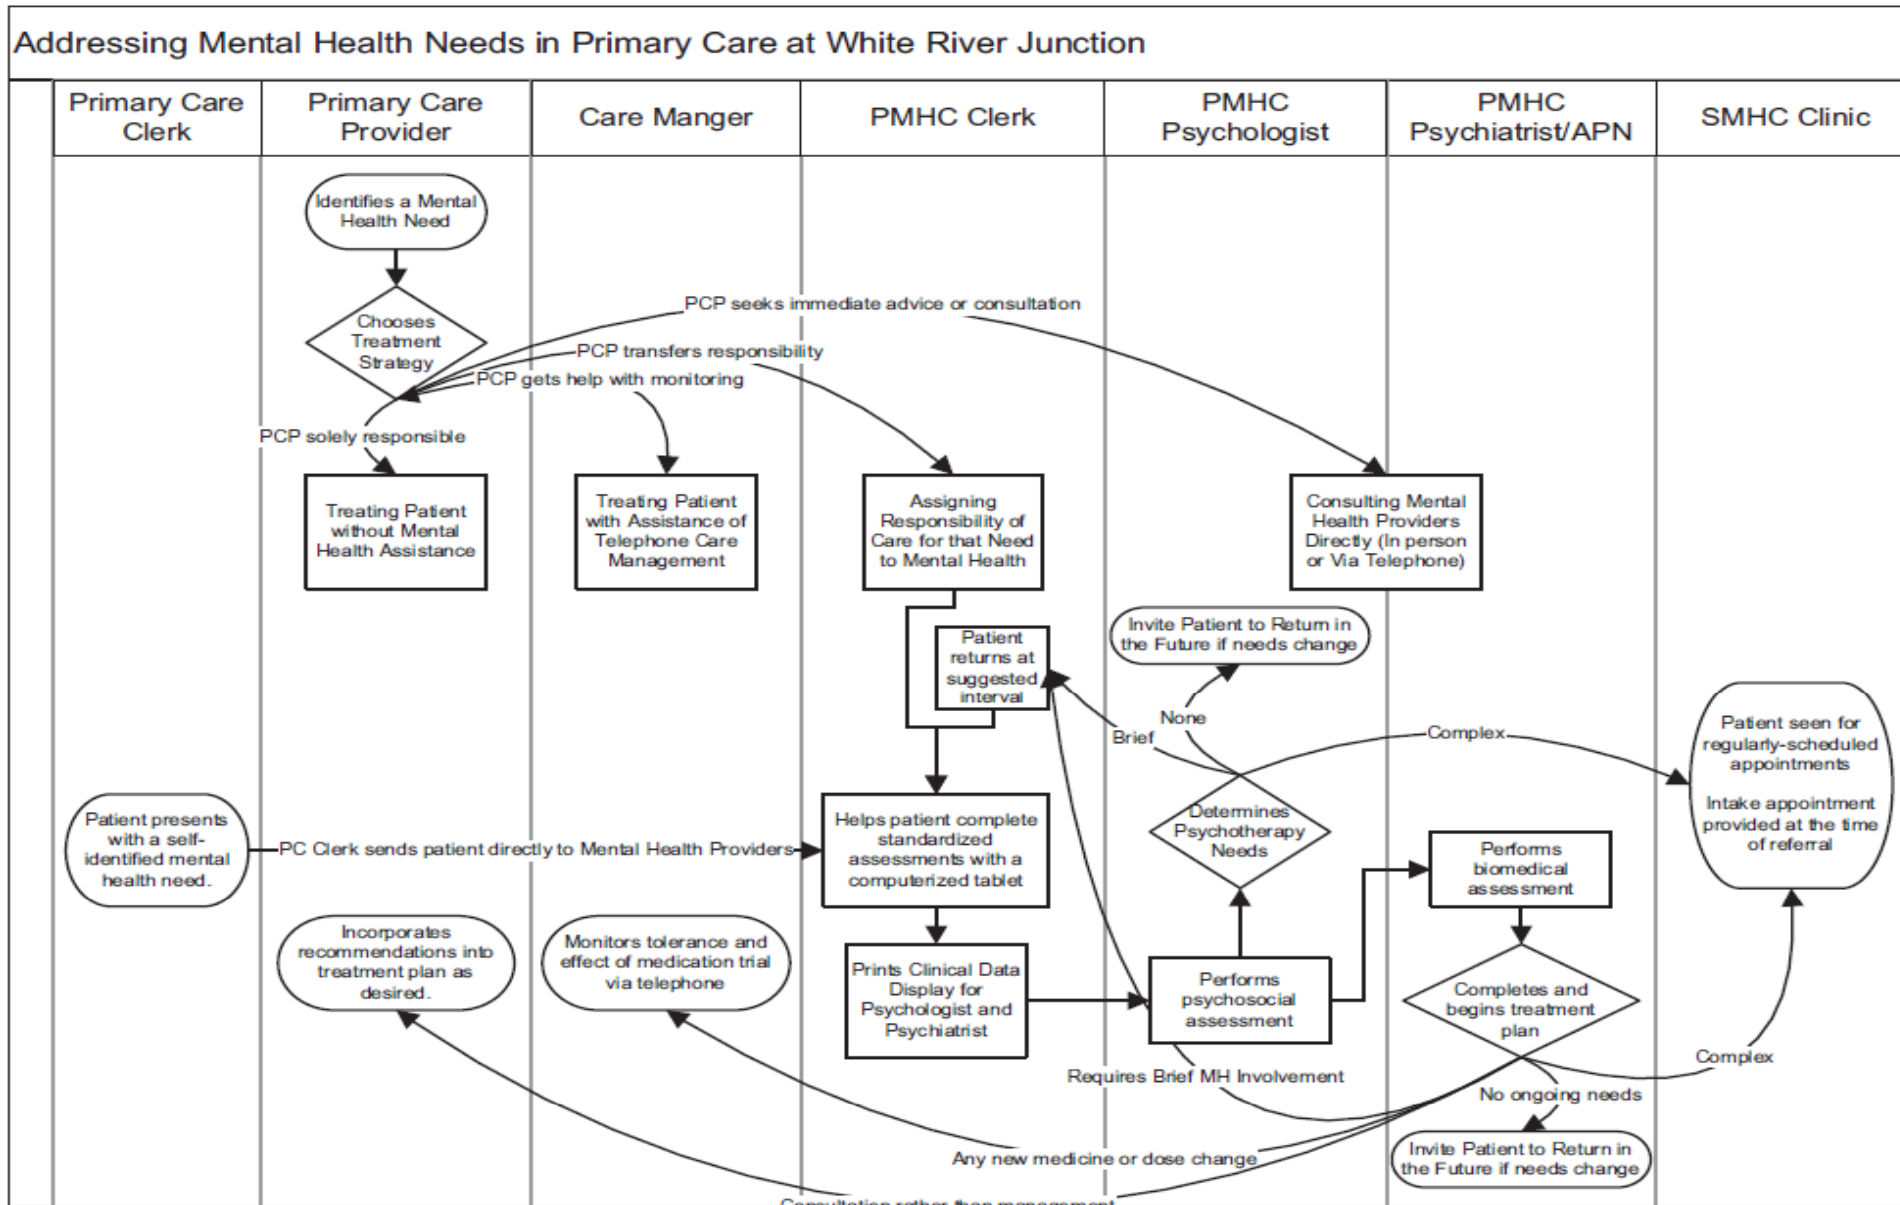 Addressing Mental Health Needs in Primary Care at White River Junction
Primary Care
Clerk
Primary Care
Provider
Care Manger
PMHC Clerk
PMHC
Psychologist
PMHC
Psychiatrist/APN
SMHC Clinic
Identifies a Mental
Health Need
Chooses
Treatment
Strategy
PCP seeks immediate advice or consultation
PCP transfers responsibility
PCP gets help with monitoring
PCP solely responsible
Treating Patient
without Mental
Health Assistance
Treating Patient
with Assistance of
Telephone Care
Management
Assigning
Responsibility of
Care for that Need
to Mental Health
Consulting Mental
Health Providers
Directly (In person
or Via Telephone)
Patient
returns at
suggested
interval
Invite Patient to Return in
the Future if needs change
None
Brief
Complex
Patient seen for
regularly-scheduled
appointments
Intake appointment
provided at the time
of referral
Patient presents
with a self-
identified mental
health need.
PC Clerk sends patient directly to Mental Health Providers
Helps patient complete
standardized
assessments with a
computerized tablet
Determines
Psychotherapy
Needs
Performs
biomedical
assessment
Incorporates
recommendations into
treatment plan as
desired.
Monitors tolerance and
effect of medication trial
via telephone
Prints Clinical Data
Display for
Psychologist and
Psychiatrist
Performs
psychosocial
assessment
Completes and
begins treatment
plan
Complex
Requires Brief MH Involvement
No ongoing needs
Any new medicine or dose change
Invite Patient to Return in
the Future if needs change
Consultation rather than management